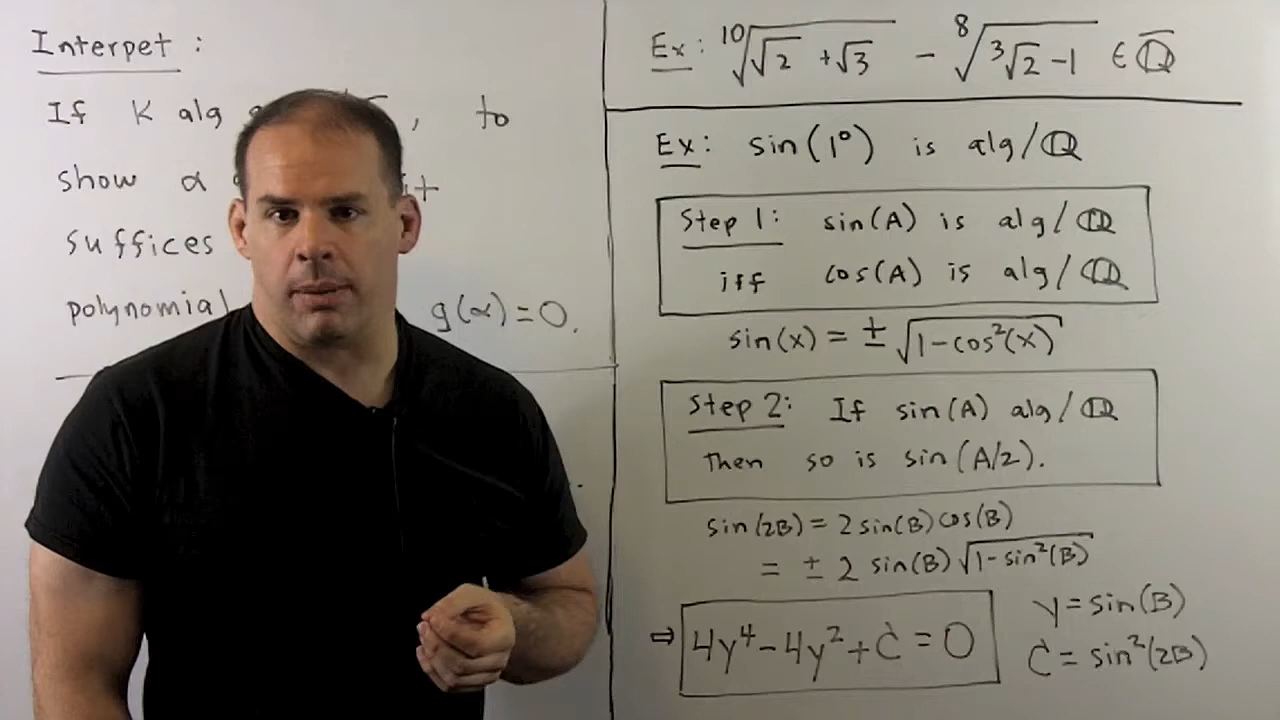 Interpet :
If K alg , to
show α it
suffices
polynomial g(α)=0.
Ex: ¹⁰√(√2 + √3) - ⁸√(³√2 - 1) ∈ Q̅
Ex: sin(1°) is alg/ℚ
Step 1: sin(A) is alg/ℚ
iff cos(A) is alg/ℚ
sin(x) = ± √(1-cos²(x))
Step 2: If sin(A) alg/ℚ
Then so is sin(A/2).
sin(2B) = 2 sin(B) cos(B)
= ± 2 sin(B) √(1-sin²(B))
⇒ 4y⁴ - 4y² + C = 0
y = sin(B)
C = sin²(2B)